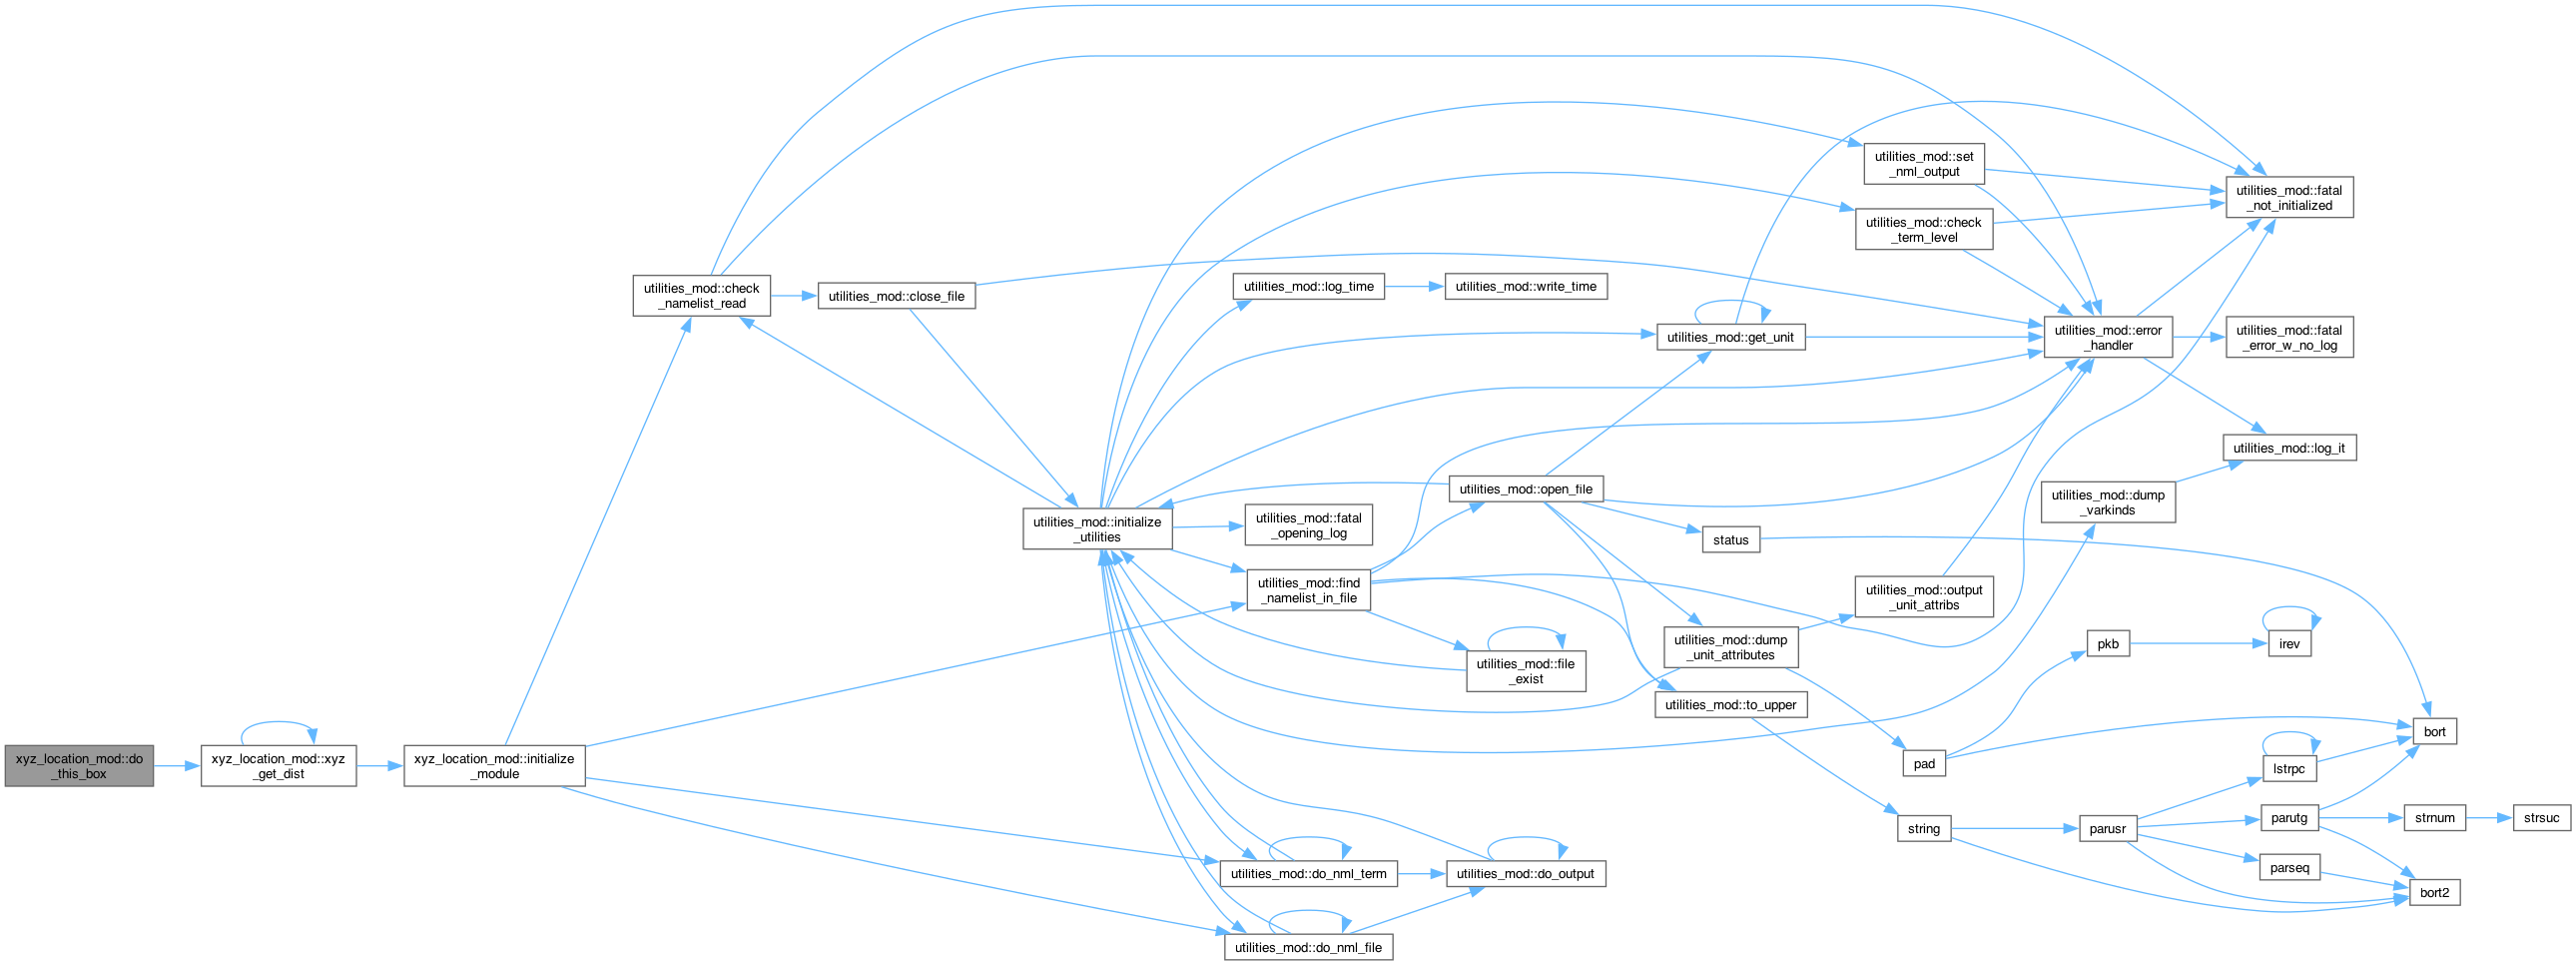 xyz_location_mod::do
_this_box
xyz_location_mod::xyz
_get_dist
xyz_location_mod::initialize
_module
utilities_mod::check
_namelist_read
utilities_mod::close_file
utilities_mod::initialize
_utilities
utilities_mod::log_time
utilities_mod::write_time
utilities_mod::fatal
_opening_log
utilities_mod::find
_namelist_in_file
utilities_mod::open_file
utilities_mod::file
_exist
utilities_mod::do_nml_term
utilities_mod::do_nml_file
utilities_mod::do_output
utilities_mod::get_unit
status
utilities_mod::dump
_unit_attributes
utilities_mod::to_upper
utilities_mod::set
_nml_output
utilities_mod::check
_term_level
utilities_mod::output
_unit_attribs
pad
string
utilities_mod::error
_handler
utilities_mod::dump
_varkinds
pkb
parusr
utilities_mod::fatal
_not_initialized
utilities_mod::fatal
_error_w_no_log
utilities_mod::log_it
irev
lstrpc
parutg
parseq
bort
strnum
bort2
strsuc